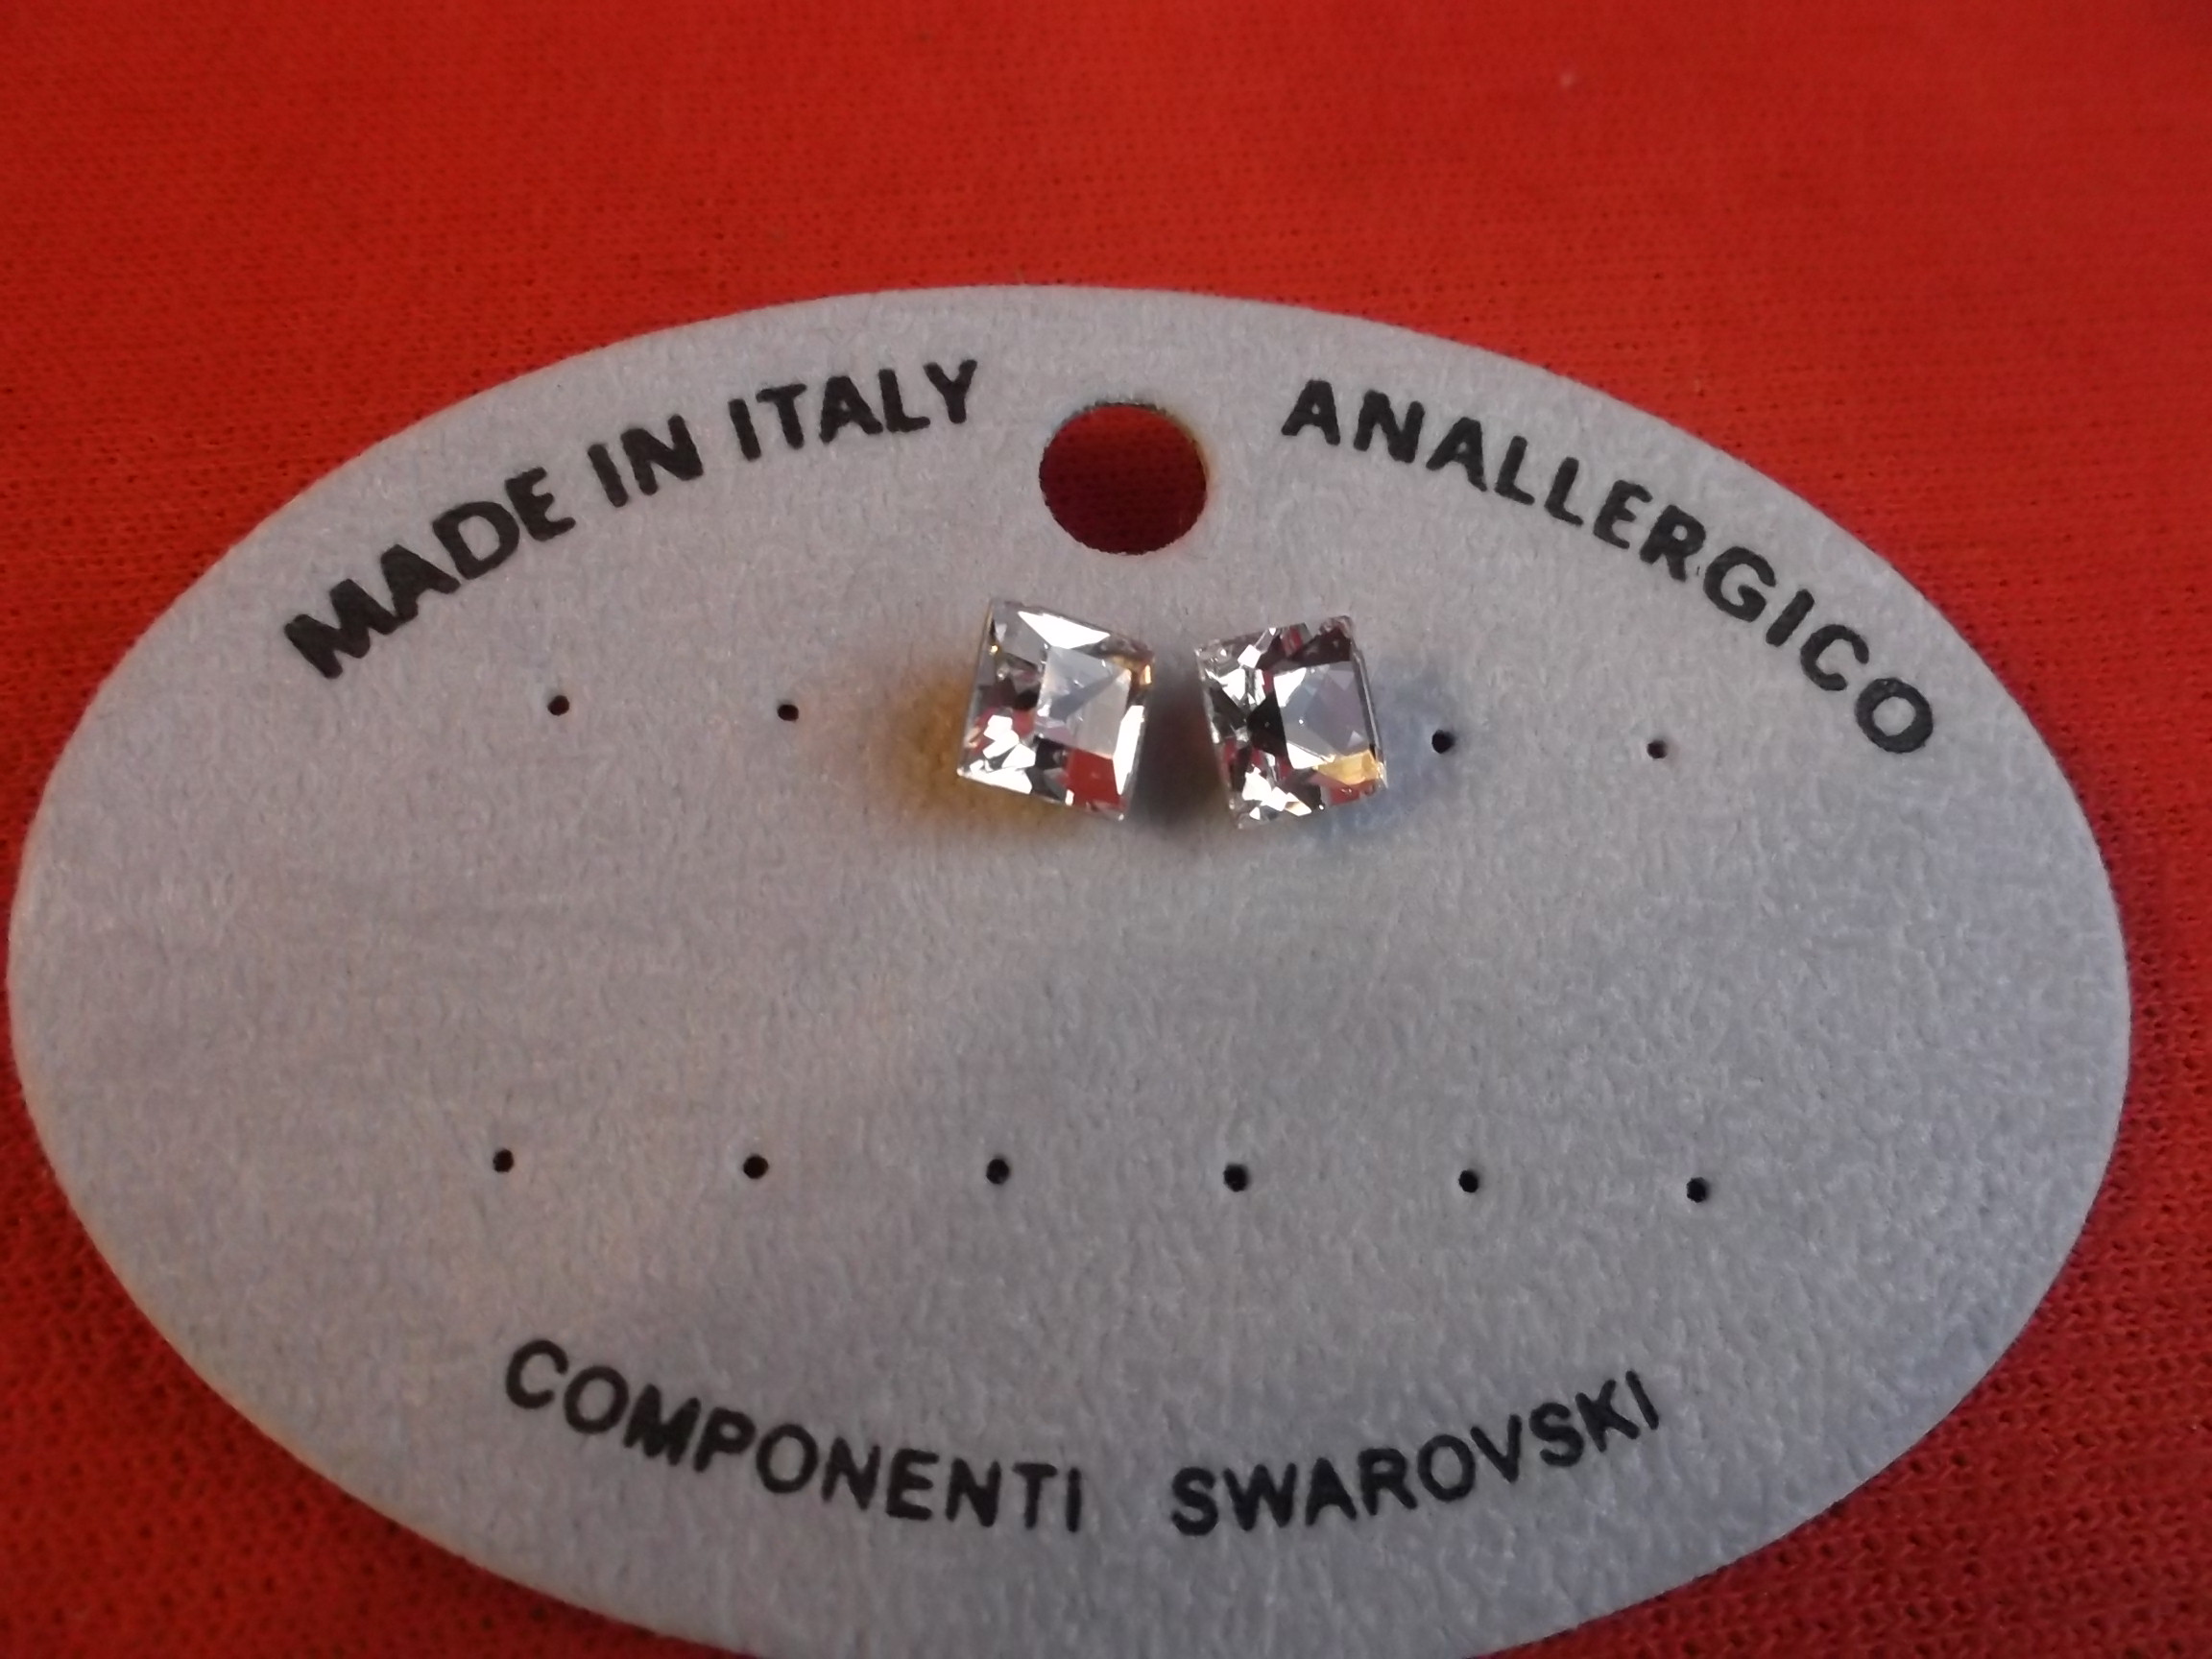 MADE IN ITALY
ANALLERGICO
COMPONENTI SWAROVSKI